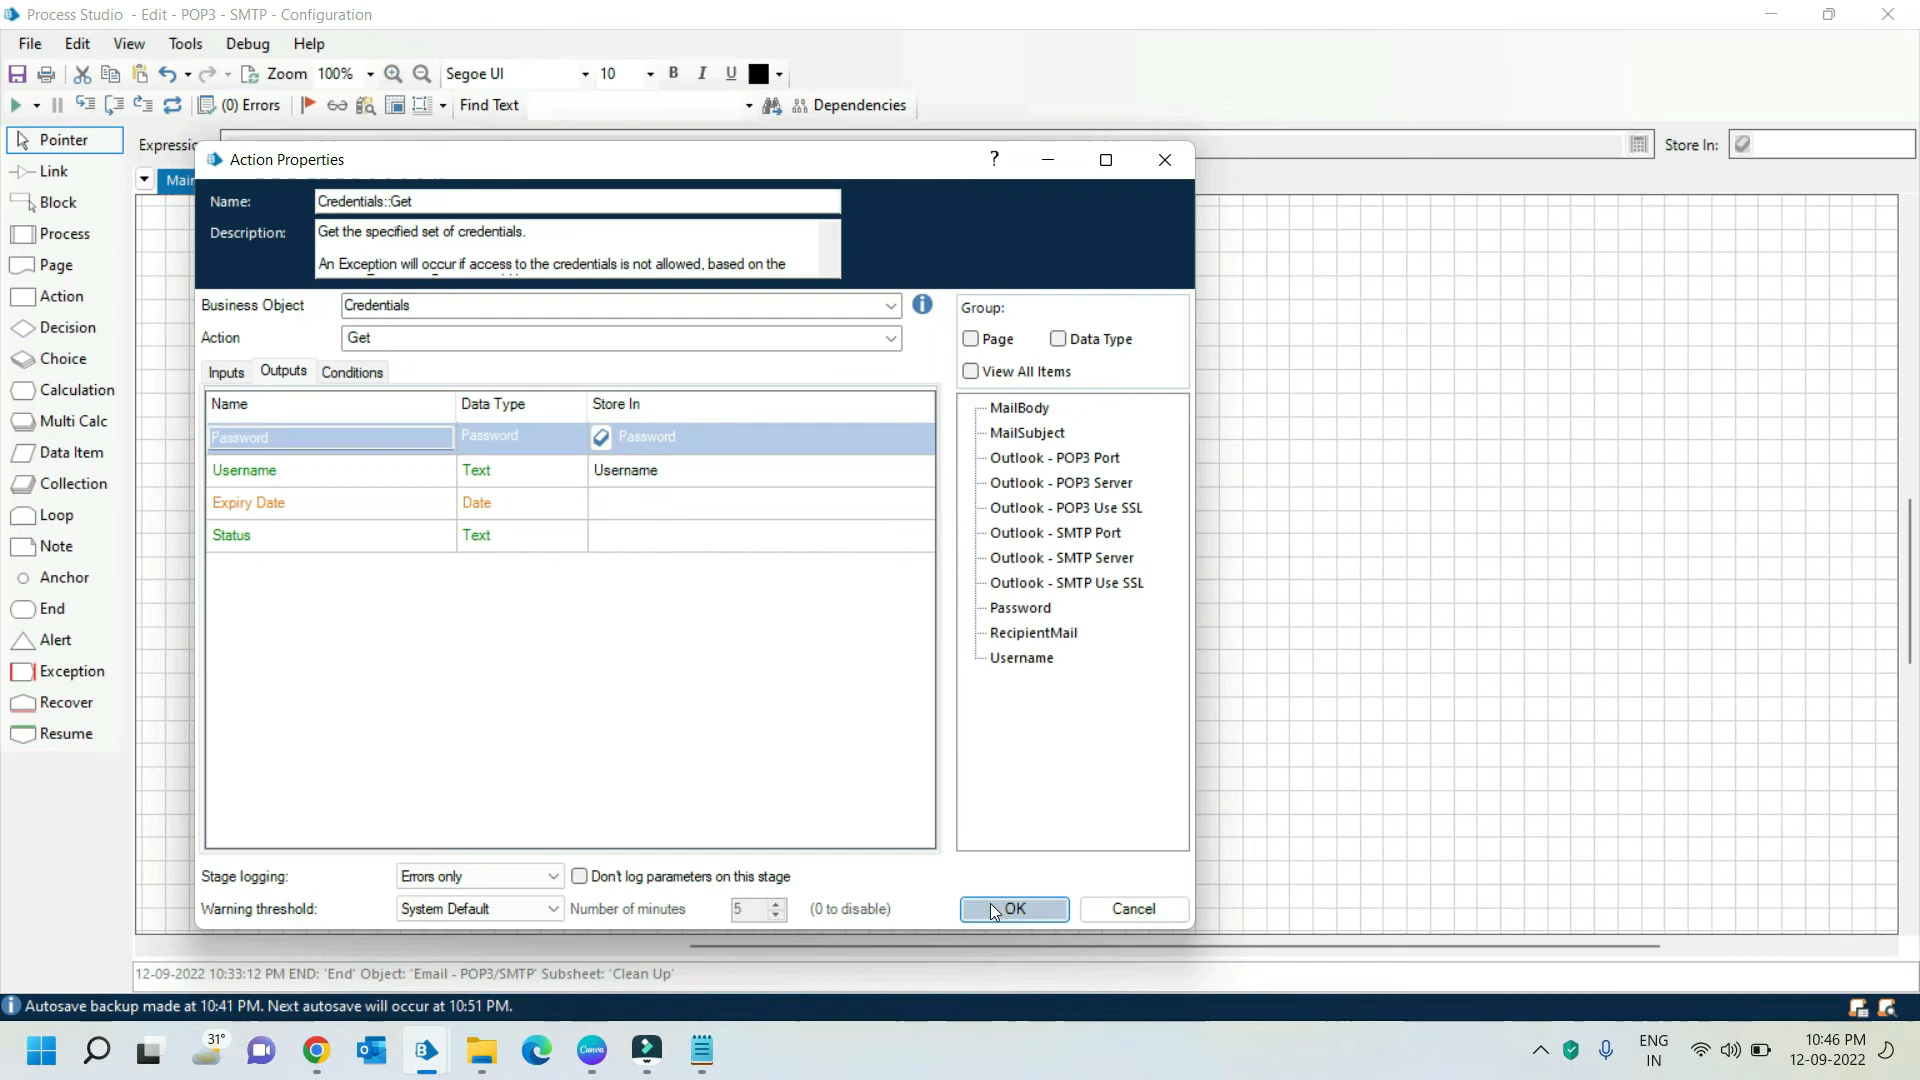 Process Studio - Edit - POP3 - SMTP - Configuration
File Edit View Tools Debug Help
Zoom 100% Segoe UI 10 B I U
(0) Errors Find Text Dependencies
Pointer
Link
Block
Process
Page
Action
Decision
Choice
Calculation
Multi Calc
Data Item
Collection
Loop
Note
Anchor
End
Alert
Exception
Recover
Resume
Store In:
Action Properties
?
Name: Credentials::Get
Description: Get the specified set of credentials.
An Exception will occur if access to the credentials is not allowed, based on the
Business Object Credentials
Action Get
Inputs Outputs Conditions
Name Data Type Store In
Password Password Password
Username Text Username
Expiry Date Date
Status Text
Group:
Page Data Type
View All Items
MailBody
MailSubject
Outlook - POP3 Port
Outlook - POP3 Server
Outlook - POP3 Use SSL
Outlook - SMTP Port
Outlook - SMTP Server
Outlook - SMTP Use SSL
Password
RecipientMail
Username
Stage logging: Errors only Don't log parameters on this stage
Warning threshold: System Default Number of minutes 5 (0 to disable)
OK Cancel
12-09-2022 10:33:12 PM END: 'End' Object: 'Email - POP3/SMTP' Subsheet: 'Clean Up'
Autosave backup made at 10:41 PM. Next autosave will occur at 10:51 PM.
31°
Canva
ENG
IN
10:46 PM
12-09-2022